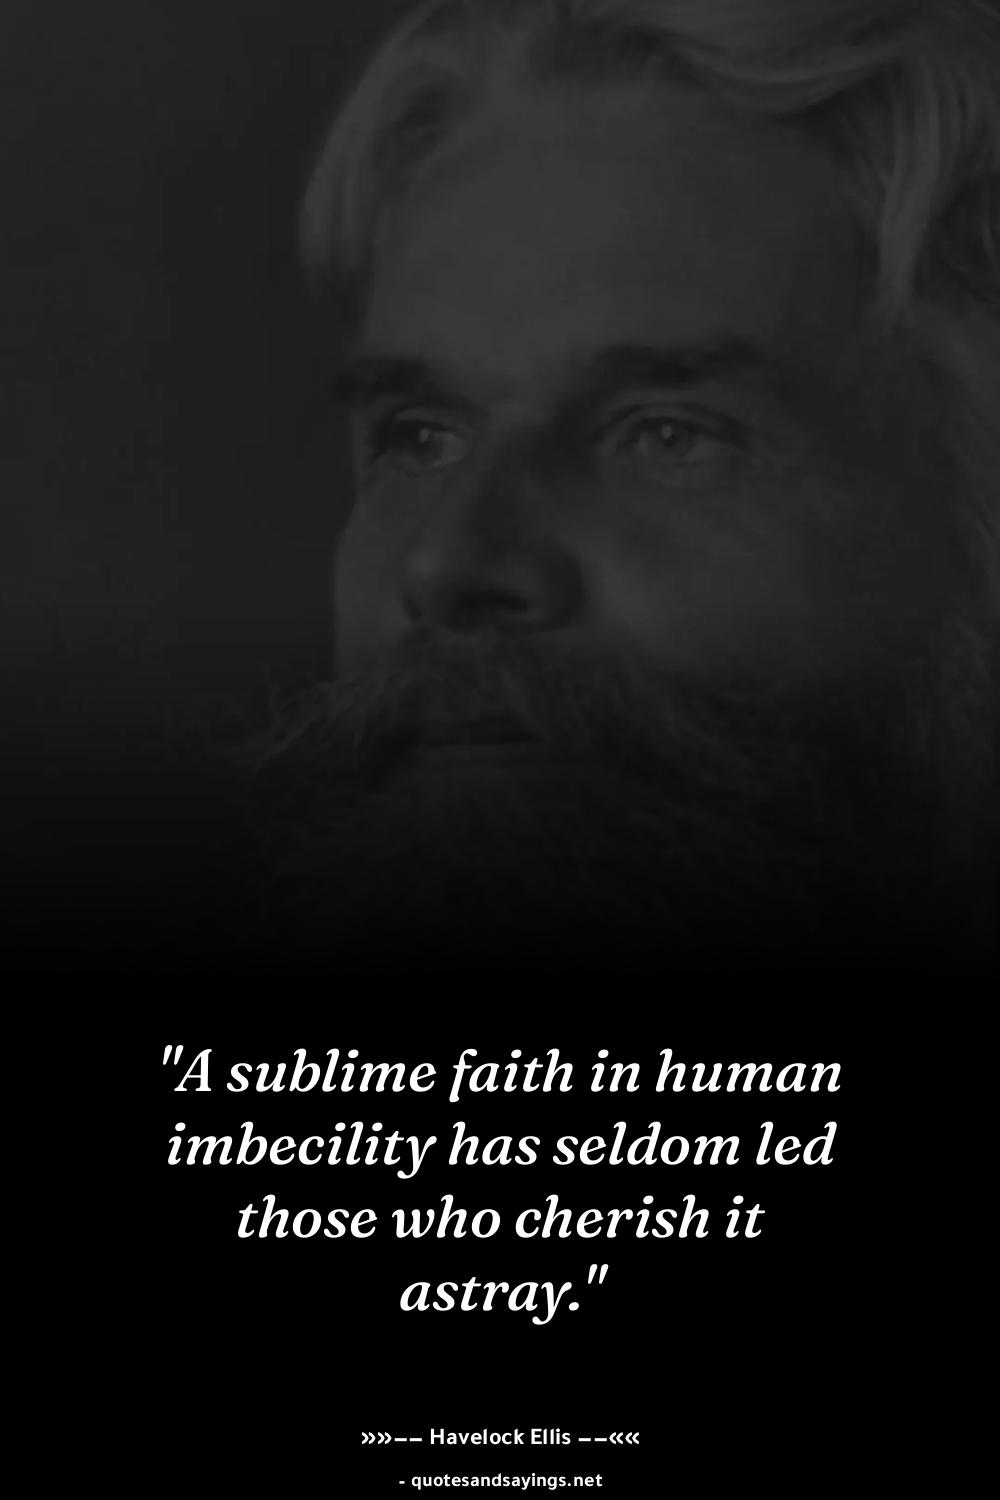 "A sublime faith in human
imbecility has seldom led
those who cherish it
astray."
»»−− Havelock Ellis −−««
- quotesandsayings.net